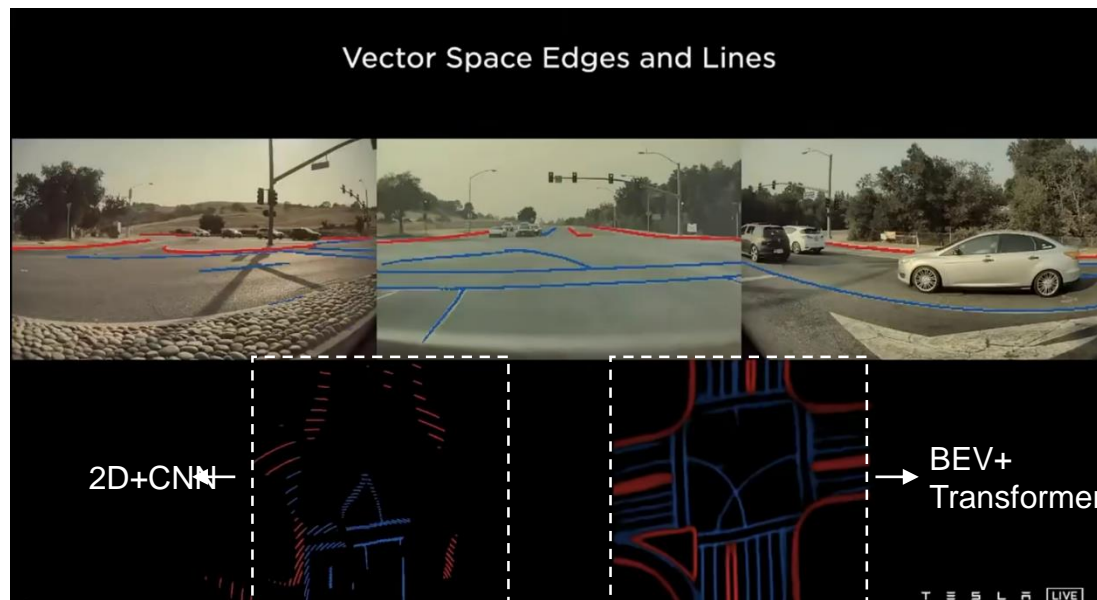 Vector Space Edges and Lines
2D+CNN
BEV+
Transformer
TESLA LIVE